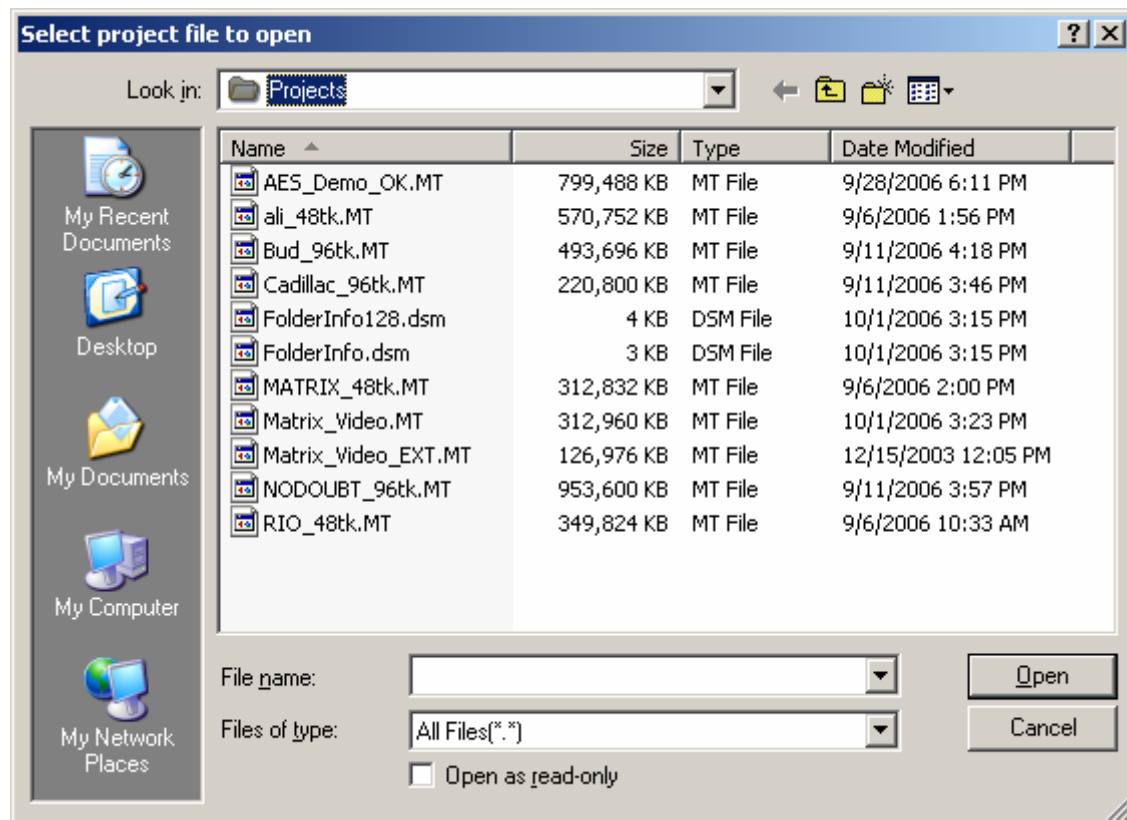 Select project file to open
Look in: Projects
Name Size Type Date Modified
AES_Demo_OK.MT 799,488 KB MT File 9/28/2006 6:11 PM
ali_48tk.MT 570,752 KB MT File 9/6/2006 1:56 PM
Bud_96tk.MT 493,696 KB MT File 9/11/2006 4:18 PM
Cadillac_96tk.MT 220,800 KB MT File 9/11/2006 3:46 PM
FolderInfo128.dsm 4 KB DSM File 10/1/2006 3:15 PM
FolderInfo.dsm 3 KB DSM File 10/1/2006 3:15 PM
MATRIX_48tk.MT 312,832 KB MT File 9/6/2006 2:00 PM
Matrix_Video.MT 312,960 KB MT File 10/1/2006 3:23 PM
Matrix_Video_EXT.MT 126,976 KB MT File 12/15/2003 12:05 PM
NODOUBT_96tk.MT 953,600 KB MT File 9/11/2006 3:57 PM
RIO_48tk.MT 349,824 KB MT File 9/6/2006 10:33 AM
My Recent
Documents
Desktop
My Documents
My Computer
My Network
Places
File name:
Open
Files of type: All Files(*.*)
Cancel
Open as read-only